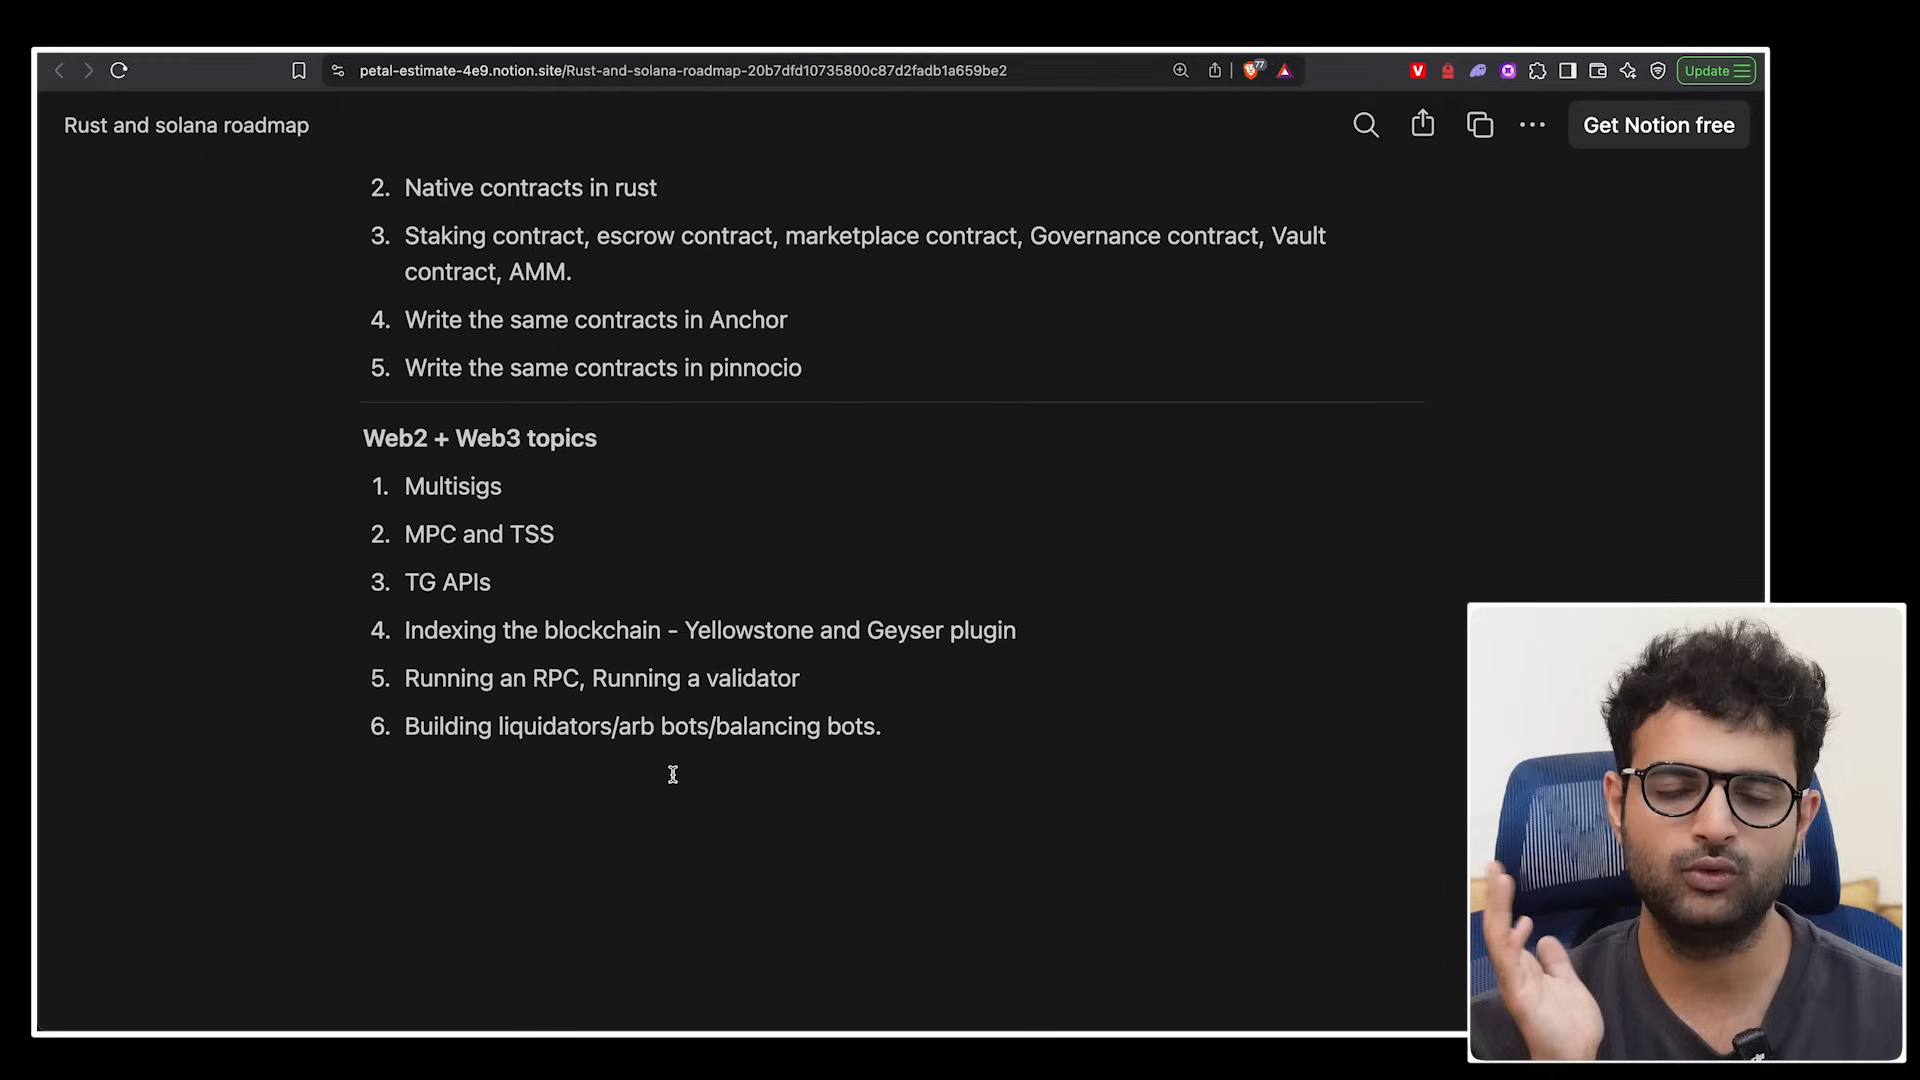 petal-estimate-4e9.notion.site/Rust-and-solana-roadmap-20b7dfd10735800c87d2fadb1a659be2
77
V
Update
Rust and solana roadmap
Get Notion free
2. Native contracts in rust
3. Staking contract, escrow contract, marketplace contract, Governance contract, Vault
contract, AMM.
4. Write the same contracts in Anchor
5. Write the same contracts in pinnocio
Web2 + Web3 topics
1. Multisigs
2. MPC and TSS
3. TG APIs
4. Indexing the blockchain - Yellowstone and Geyser plugin
5. Running an RPC, Running a validator
6. Building liquidators/arb bots/balancing bots.